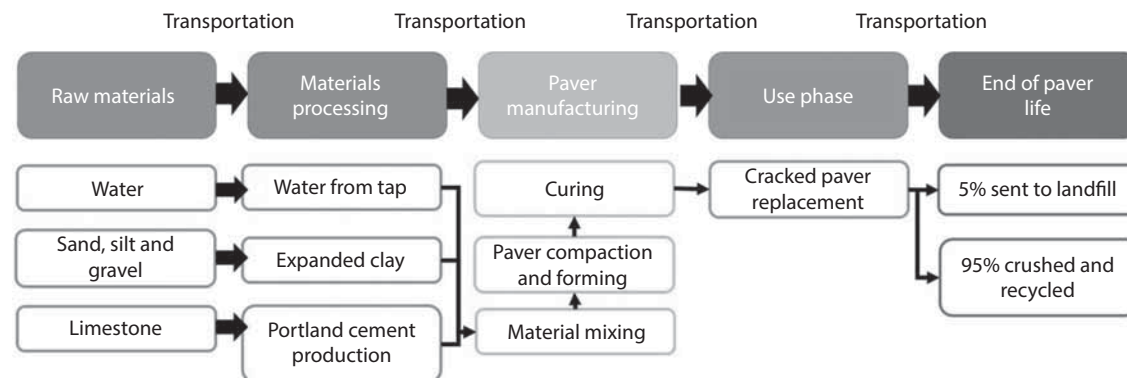 Transportation Transportation Transportation Transportation
Raw materials
Materials
processing
Paver
manufacturing
Use phase
End of paver
life
Water
Water from tap
Curing
Cracked paver
replacement
5% sent to landfill
Sand, silt and
gravel
Expanded clay
Paver compaction
and forming
95% crushed and
recycled
Limestone
Portland cement
production
Material mixing